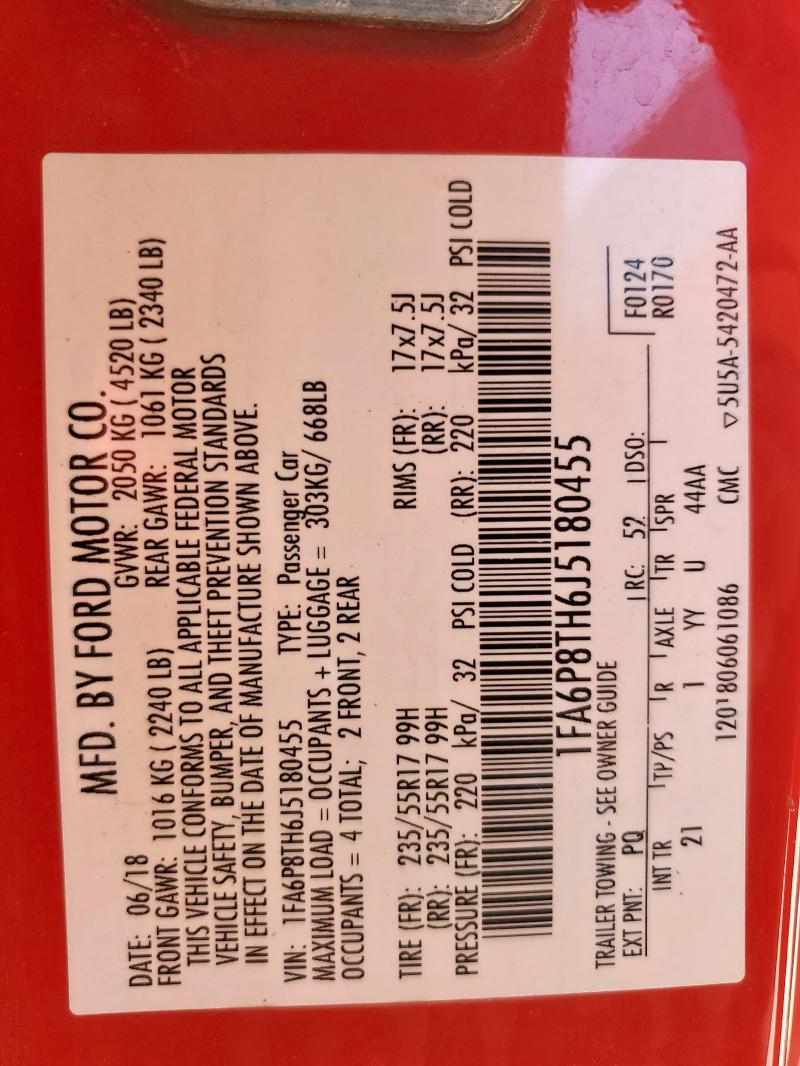 MFD. BY FORD MOTOR CO.
DATE: 06/18 GVWR: 2050 KG ( 4520 LB)
FRONT GAWR: 1016 KG ( 2240 LB) REAR GAWR: 1061 KG ( 2340 LB)
THIS VEHICLE CONFORMS TO ALL APPLICABLE FEDERAL MOTOR
VEHICLE SAFETY, BUMPER, AND THEFT PREVENTION STANDARDS
IN EFFECT ON THE DATE OF MANUFACTURE SHOWN ABOVE.
VIN: 1FA6P8TH6J5180455 TYPE: Passenger Car
MAXIMUM LOAD = OCCUPANTS + LUGGAGE = 303KG/ 668LB
OCCUPANTS = 4 TOTAL; 2 FRONT, 2 REAR
TIRE (FR): 235/55R17 99H RIMS (FR): 17x7.5J
(RR): 235/55R17 99H (RR): 17x7.5J
PRESSURE (FR): 220 kPa/ 32 PSI COLD (RR): 220 kPa/ 32 PSI COLD
1FA6P8TH6J5180455
TRAILER TOWING - SEE OWNER GUIDE F0124
EXT PNT: PQ RC: 52 DSO: R0170
INT TR TP/PS R AXLE TR SPR
21 1 YY U 44AA
1201806061086 CMC ▽5U5A-5420472-AA